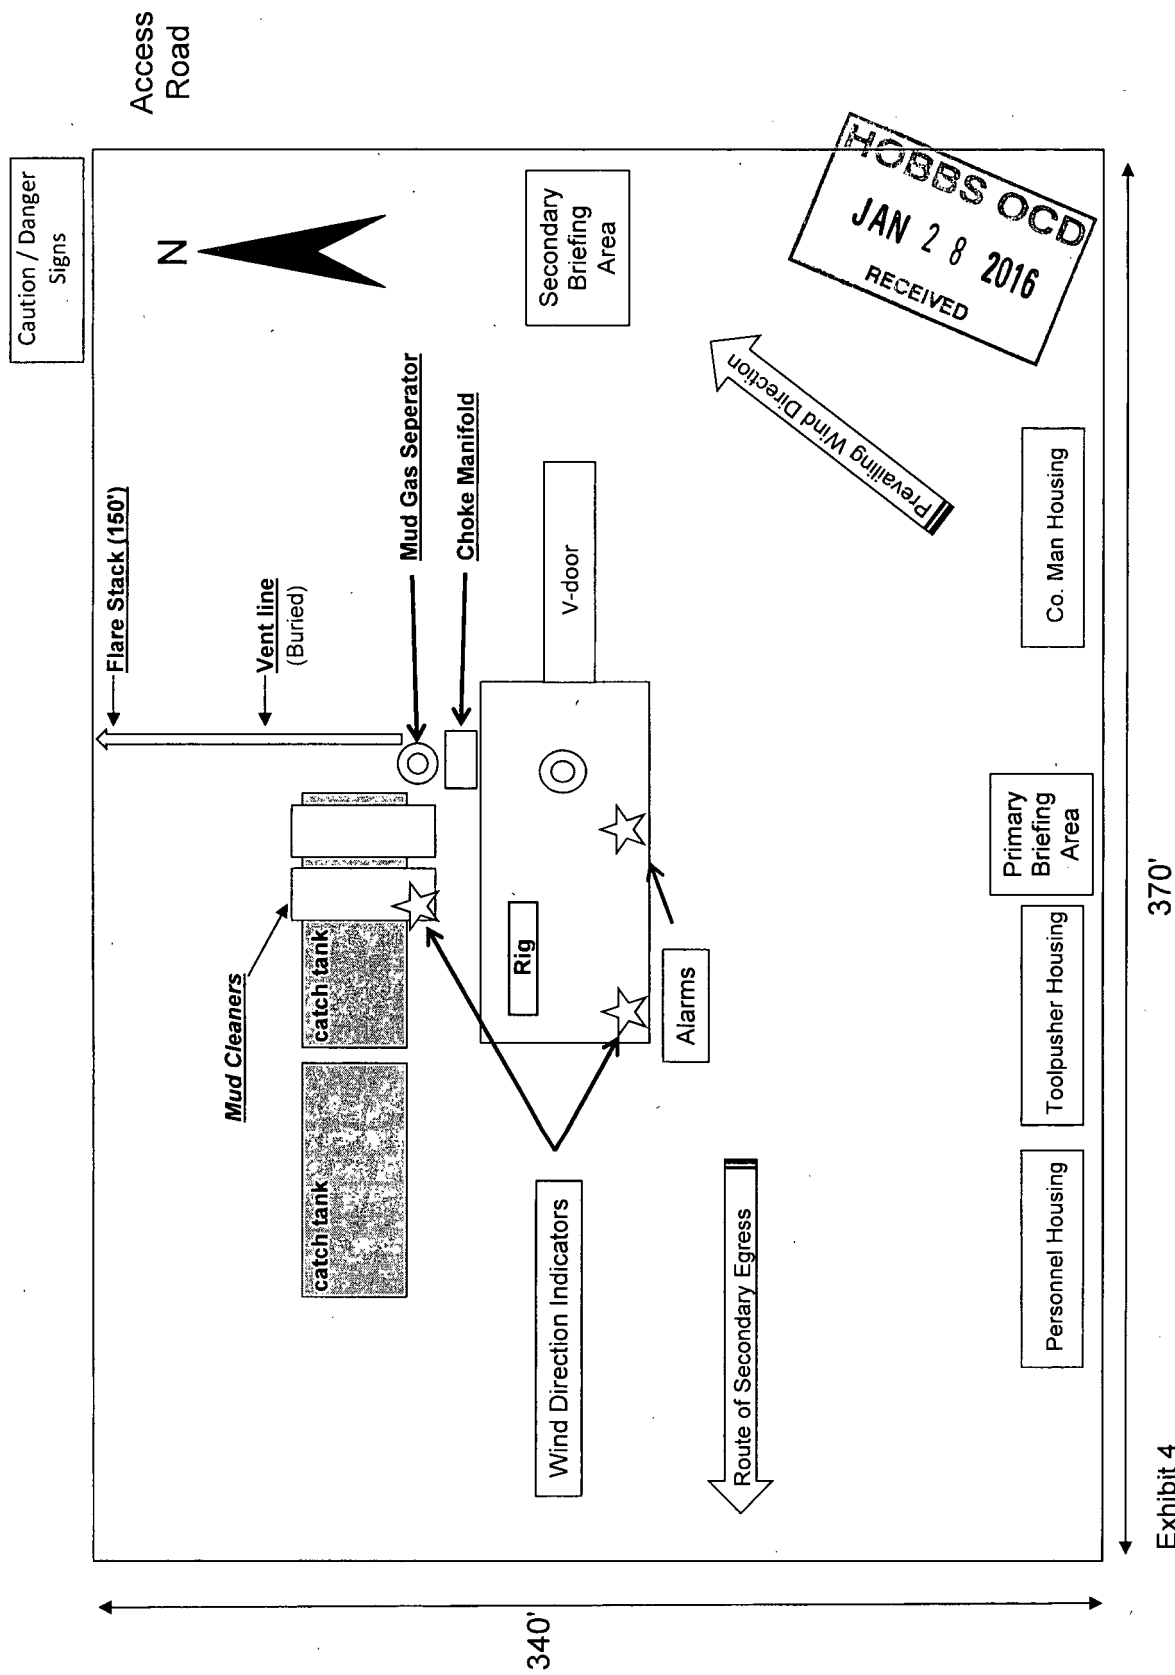 Access
Road
Caution / Danger
Signs
N
Secondary
Briefing
Area
HOBBS OCD
JAN 28 2016
RECEIVED
Flare Stack (150')
Vent line
(Buried)
Mud Gas Seperator
Choke Manifold
V-door
Prevailing Wind Direction
Co. Man Housing
Mud Cleaners
catch tank
catch tank
Rig
Alarms
Primary
Briefing
Area
Toolpusher Housing
Personnel Housing
Wind Direction Indicators
Route of Secondary Egress
340'
370'
Exhibit 4